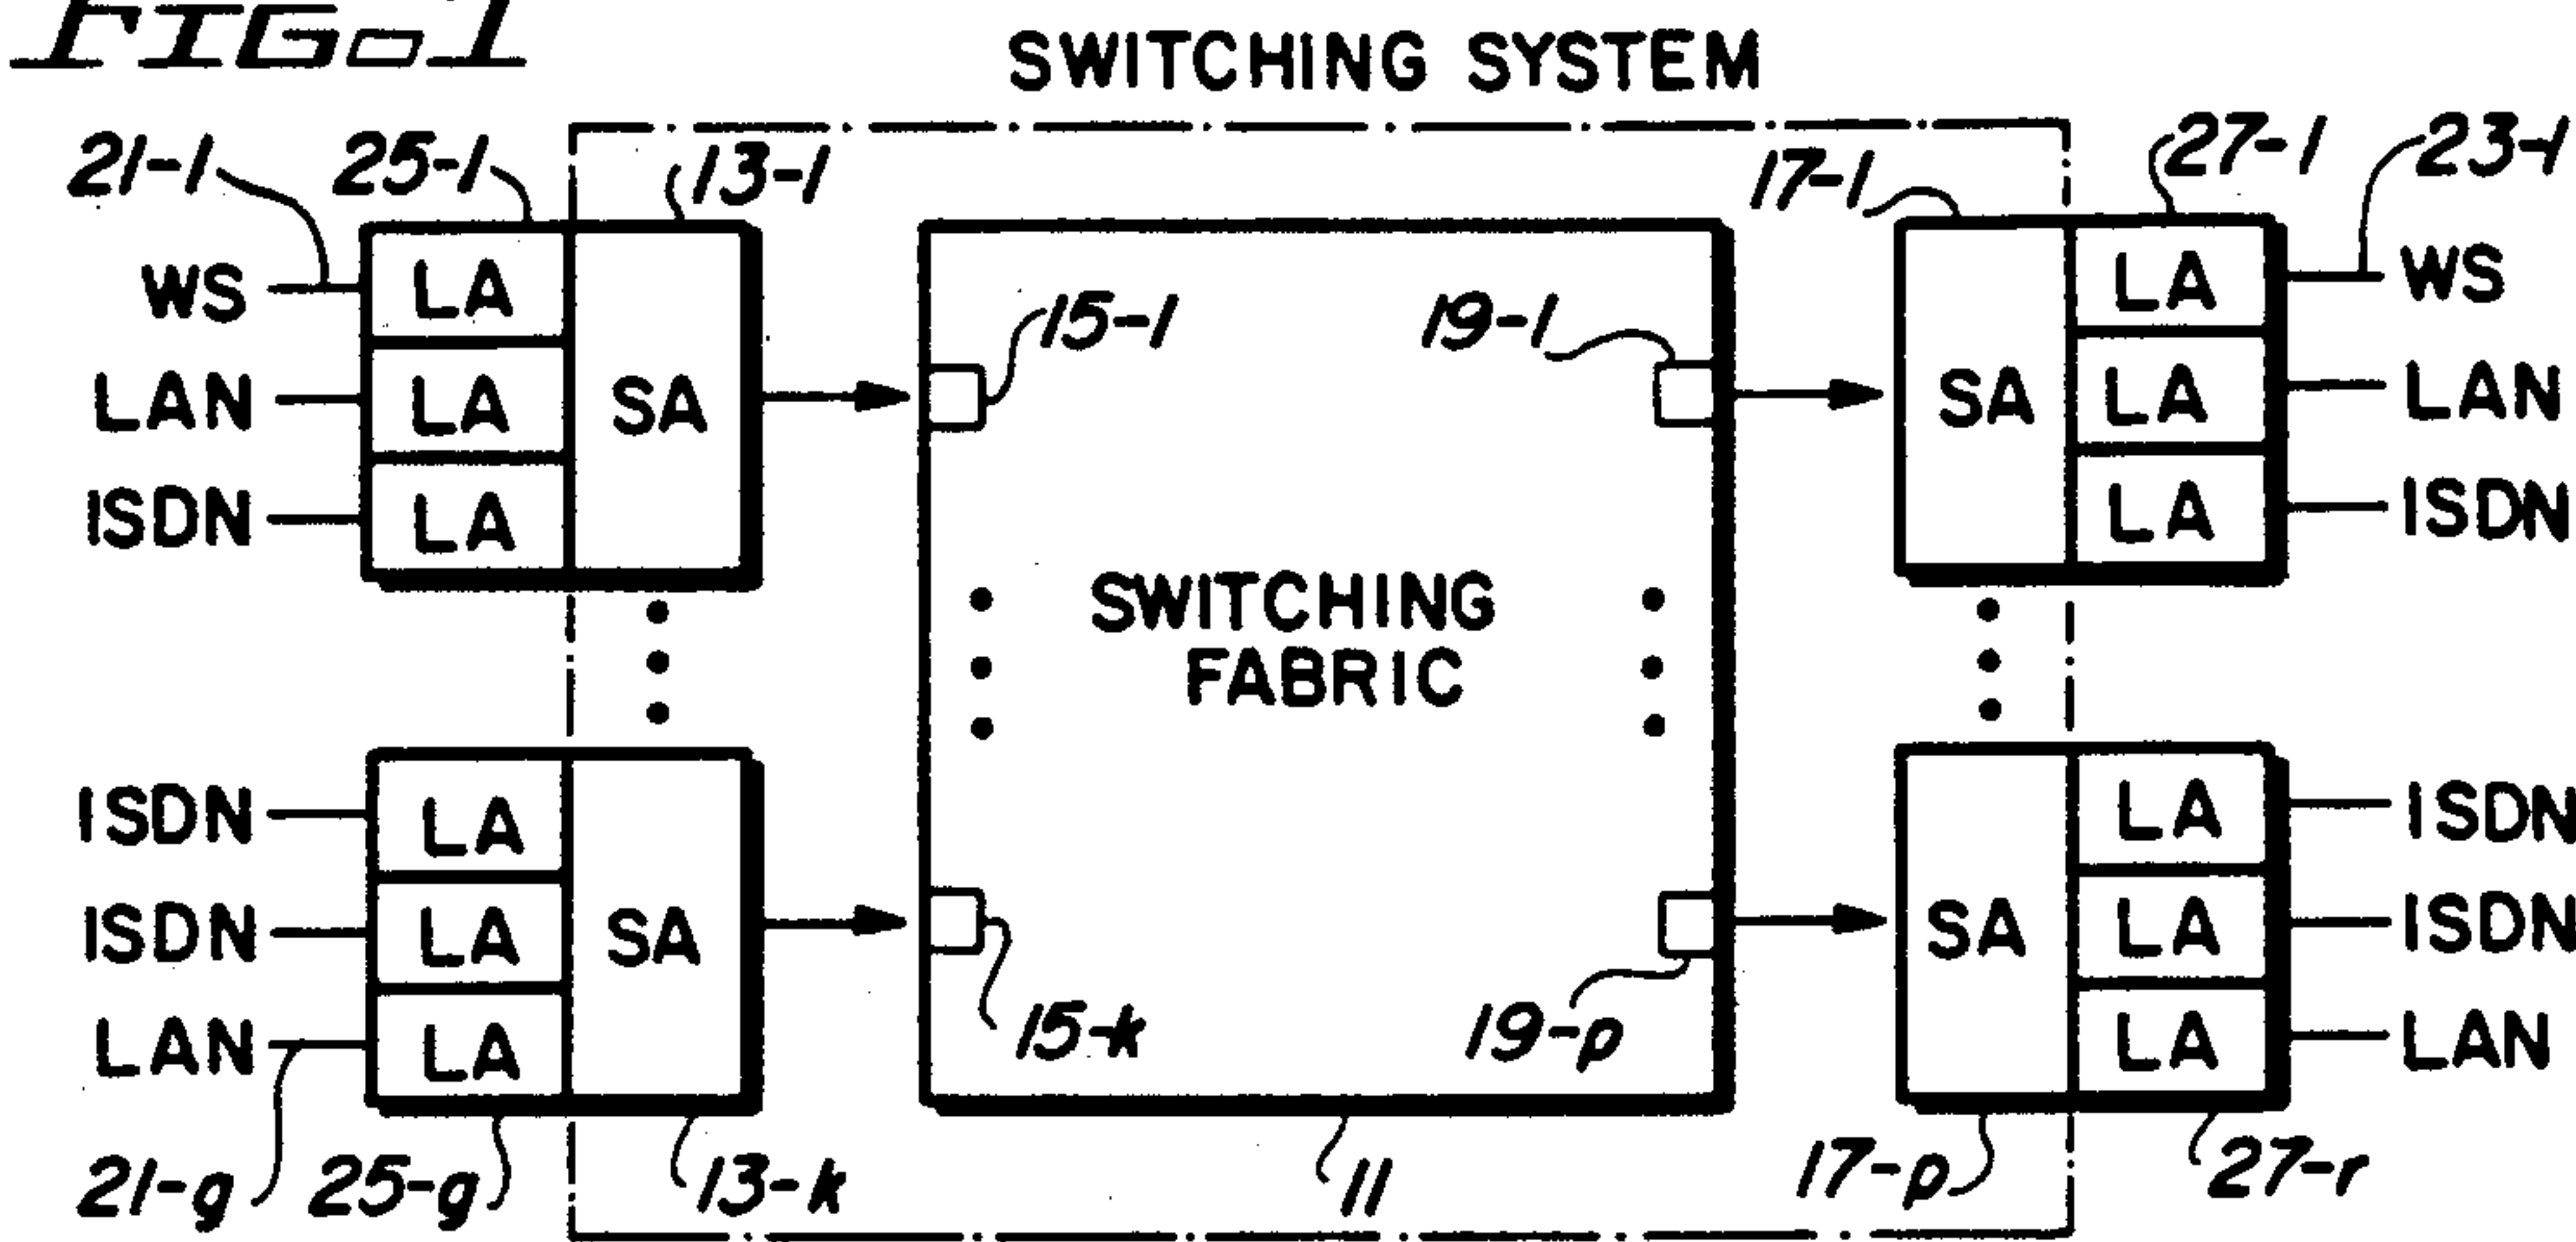 FIG. 1
SWITCHING SYSTEM
21-1 25-1 13-1 17-1 27-1 23-1
WS LA LA WS
15-1 19-1
LAN LA SA SA LA LAN
ISDN LA LA ISDN
SWITCHING
FABRIC
ISDN LA LA ISDN
ISDN LA SA SA LA ISDN
LAN LA 15-k 19-p LA LAN
21-g 25-g 13-k 11 17-p 27-r